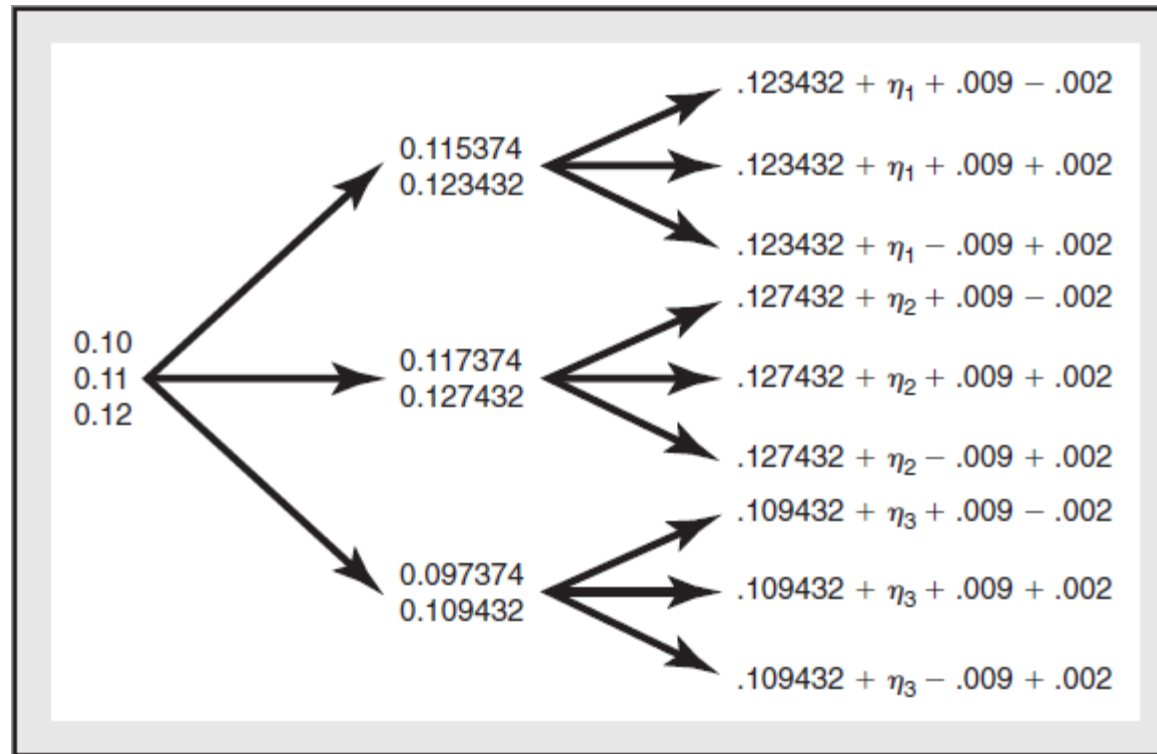 0.10
0.11
0.12
0.115374
0.123432
0.117374
0.127432
0.097374
0.109432
.123432 + η₁ + .009 − .002
.123432 + η₁ + .009 + .002
.123432 + η₁ − .009 + .002
.127432 + η₂ + .009 − .002
.127432 + η₂ + .009 + .002
.127432 + η₂ − .009 + .002
.109432 + η₃ + .009 − .002
.109432 + η₃ + .009 + .002
.109432 + η₃ − .009 + .002